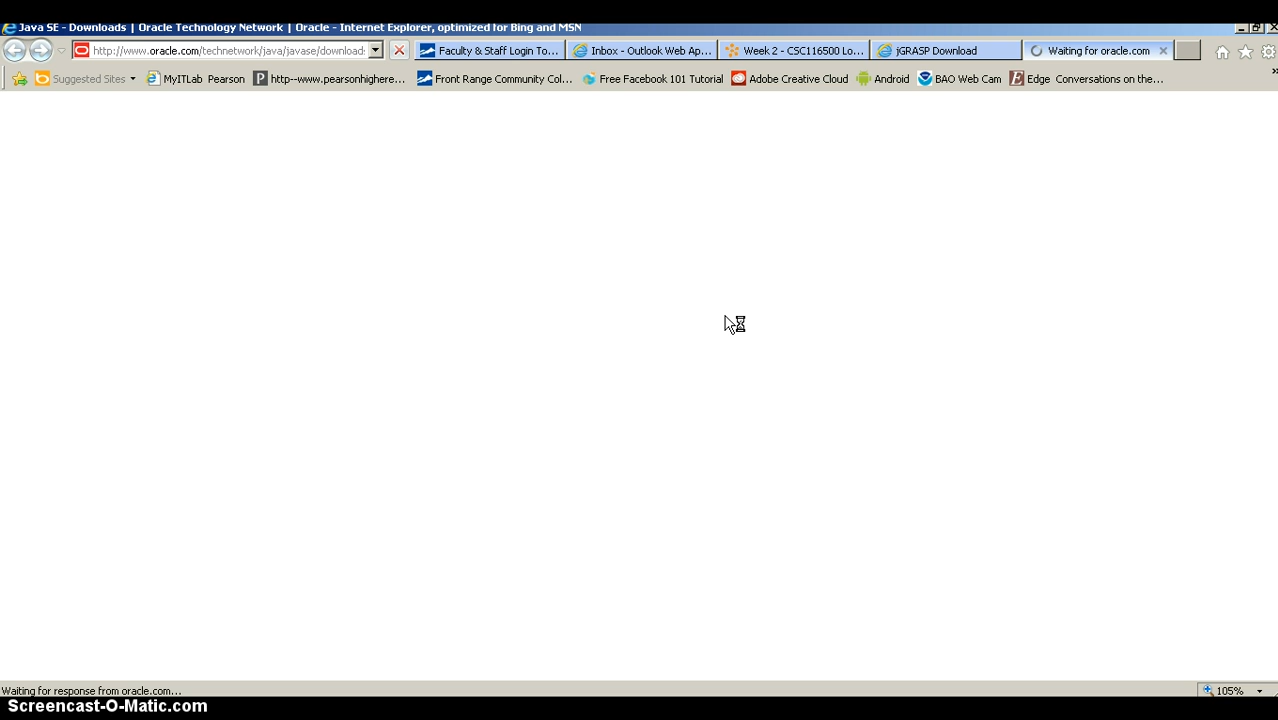 Java SE - Downloads | Oracle Technology Network | Oracle - Internet Explorer, optimized for Bing and MSN
http://www.oracle.com/technetwork/java/javase/download: Faculty & Staff Login To... Inbox - Outlook Web Ap... Week 2 - CSC116500 Lo... jGRASP Download Waiting for oracle.com
Suggested Sites MyITLab Pearson http--www.pearsonhighere... Front Range Community Col... Free Facebook 101 Tutorial Adobe Creative Cloud Android BAO Web Cam Edge Conversations on the...
Waiting for response from oracle.com... 105%
Screencast-O-Matic.com